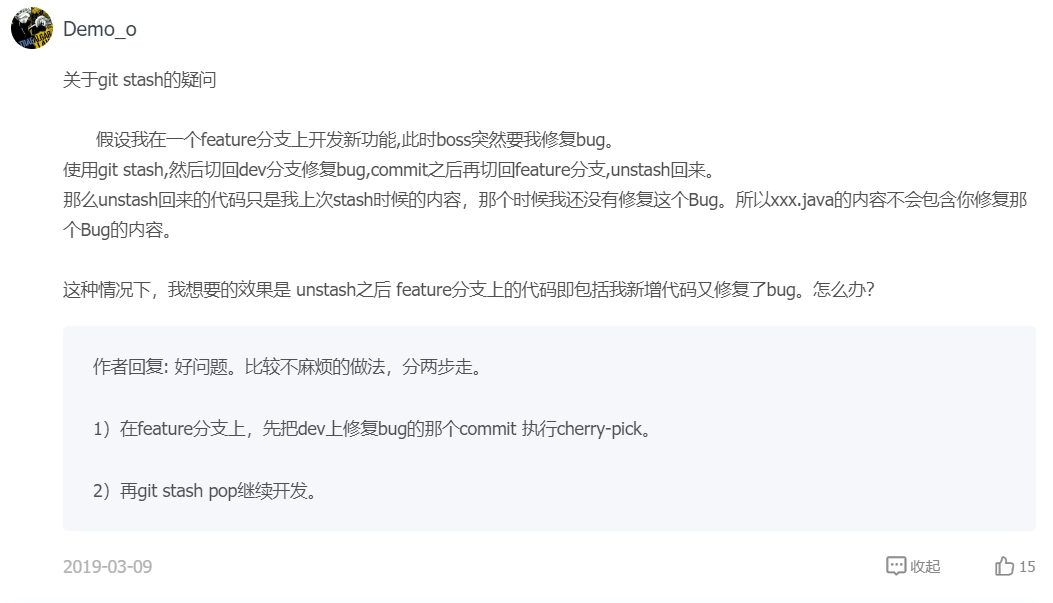 Demo_o
关于git stash的疑问
假设我在一个feature分支上开发新功能,此时boss突然要我修复bug。
使用git stash,然后切回dev分支修复bug,commit之后再切回feature分支,unstash回来。
那么unstash回来的代码只是我上次stash时候的内容，那个时候我还没有修复这个Bug。所以xxx.java的内容不会包含你修复那
个Bug的内容。
这种情况下，我想要的效果是 unstash之后 feature分支上的代码即包括我新增代码又修复了bug。怎么办?
作者回复: 好问题。比较不麻烦的做法，分两步走。
1）在feature分支上，先把dev上修复bug的那个commit 执行cherry-pick。
2）再git stash pop继续开发。
2019-03-09 收起 15